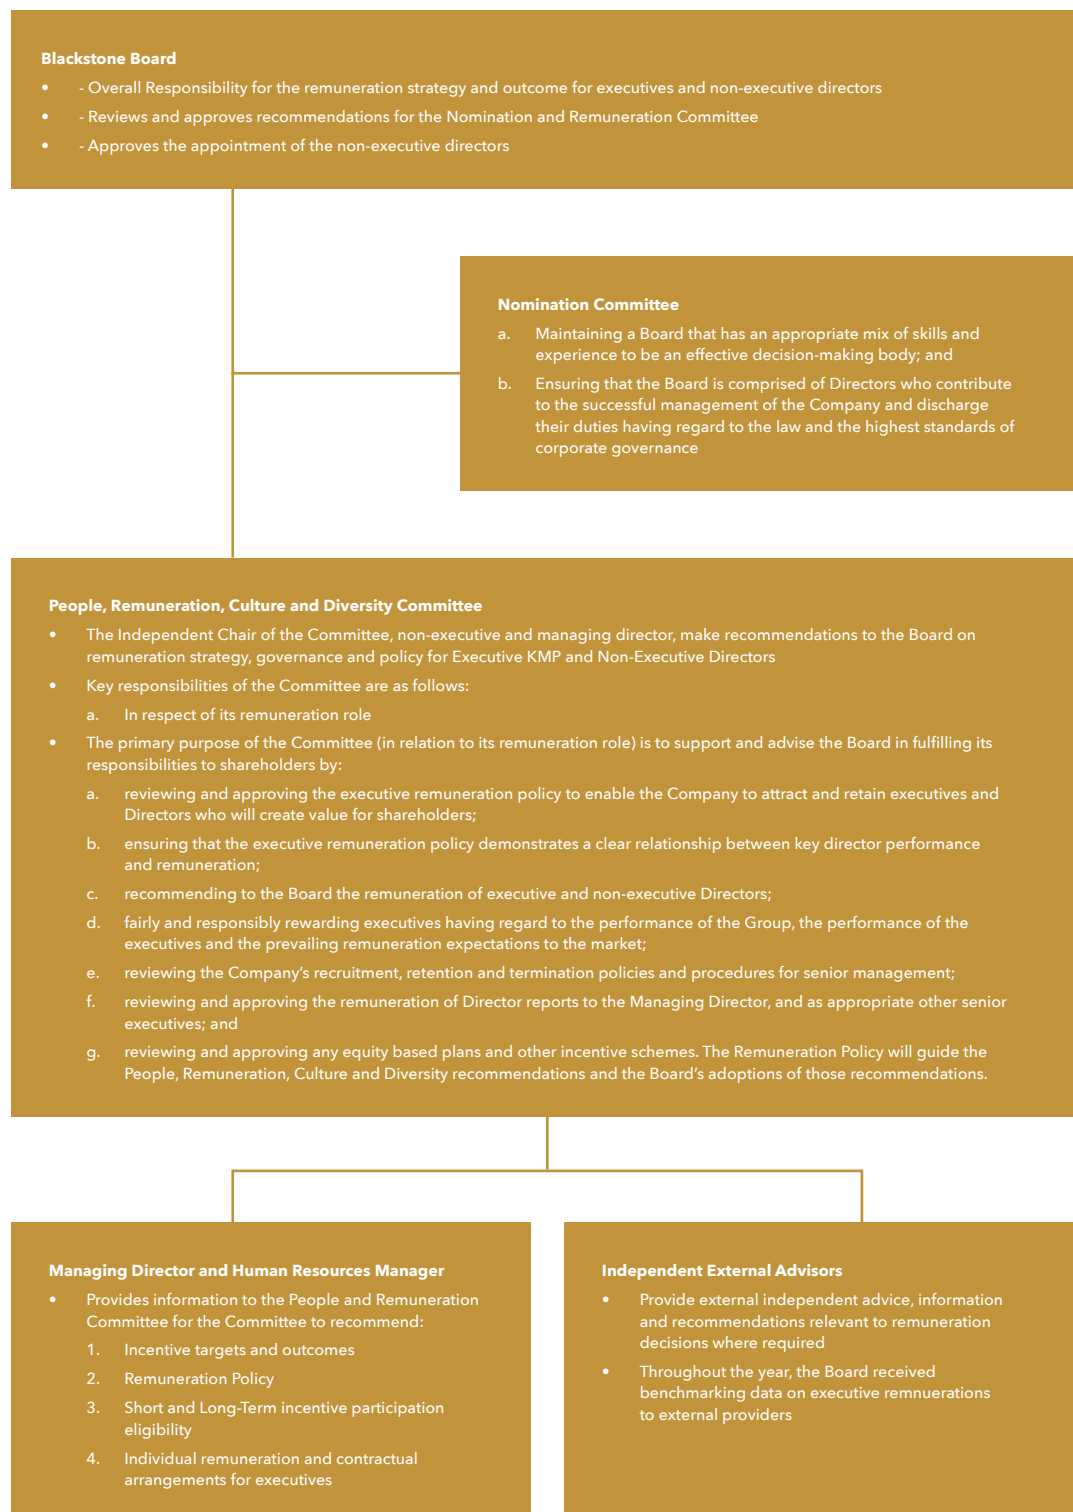 Blackstone Board
• - Overall Responsibility for the remuneration strategy and outcome for executives and non-executive directors
• - Reviews and approves recommendations for the Nomination and Remuneration Committee
• - Approves the appointment of the non-executive directors
Nomination Committee
a. Maintaining a Board that has an appropriate mix of skills and
experience to be an effective decision-making body; and
b. Ensuring that the Board is comprised of Directors who contribute
to the successful management of the Company and discharge
their duties having regard to the law and the highest standards of
corporate governance
People, Remuneration, Culture and Diversity Committee
• The Independent Chair of the Committee, non-executive and managing director, make recommendations to the Board on
remuneration strategy, governance and policy for Executive KMP and Non-Executive Directors
• Key responsibilities of the Committee are as follows:
a. In respect of its remuneration role
• The primary purpose of the Committee (in relation to its remuneration role) is to support and advise the Board in fulfilling its
responsibilities to shareholders by:
a. reviewing and approving the executive remuneration policy to enable the Company to attract and retain executives and
Directors who will create value for shareholders;
b. ensuring that the executive remuneration policy demonstrates a clear relationship between key director performance
and remuneration;
c. recommending to the Board the remuneration of executive and non-executive Directors;
d. fairly and responsibly rewarding executives having regard to the performance of the Group, the performance of the
executives and the prevailing remuneration expectations to the market;
e. reviewing the Company's recruitment, retention and termination policies and procedures for senior management;
f. reviewing and approving the remuneration of Director reports to the Managing Director, and as appropriate other senior
executives; and
g. reviewing and approving any equity based plans and other incentive schemes. The Remuneration Policy will guide the
People, Remuneration, Culture and Diversity recommendations and the Board's adoptions of those recommendations.
Managing Director and Human Resources Manager
• Provides information to the People and Remuneration
Committee for the Committee to recommend:
1. Incentive targets and outcomes
2. Remuneration Policy
3. Short and Long-Term incentive participation
eligibility
4. Individual remuneration and contractual
arrangements for executives
Independent External Advisors
• Provide external independent advice, information
and recommendations relevant to remuneration
decisions where required
• Throughout the year, the Board received
benchmarking data on executive remnuerations
to external providers